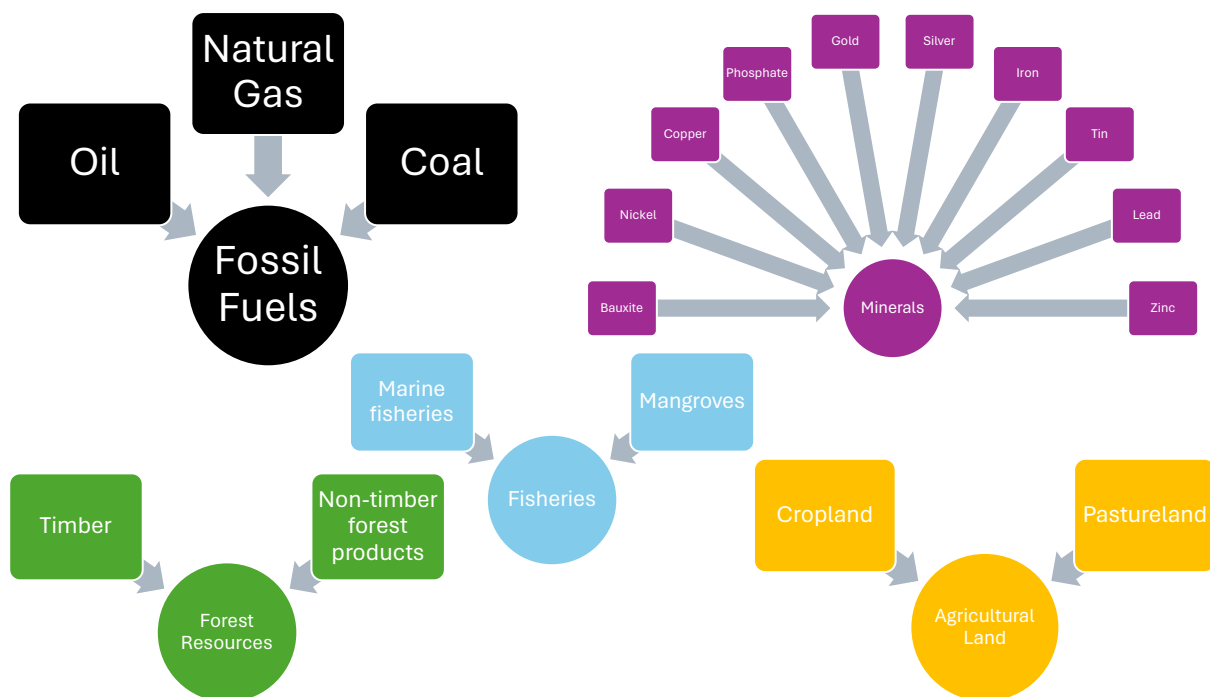 Natural
Gas
Oil
Coal
Fossil
Fuels
Gold
Silver
Phosphate
Iron
Copper
Tin
Nickel
Lead
Bauxite
Minerals
Zinc
Marine
fisheries
Mangroves
Fisheries
Timber
Non-timber
forest
products
Forest
Resources
Cropland
Pastureland
Agricultural
Land